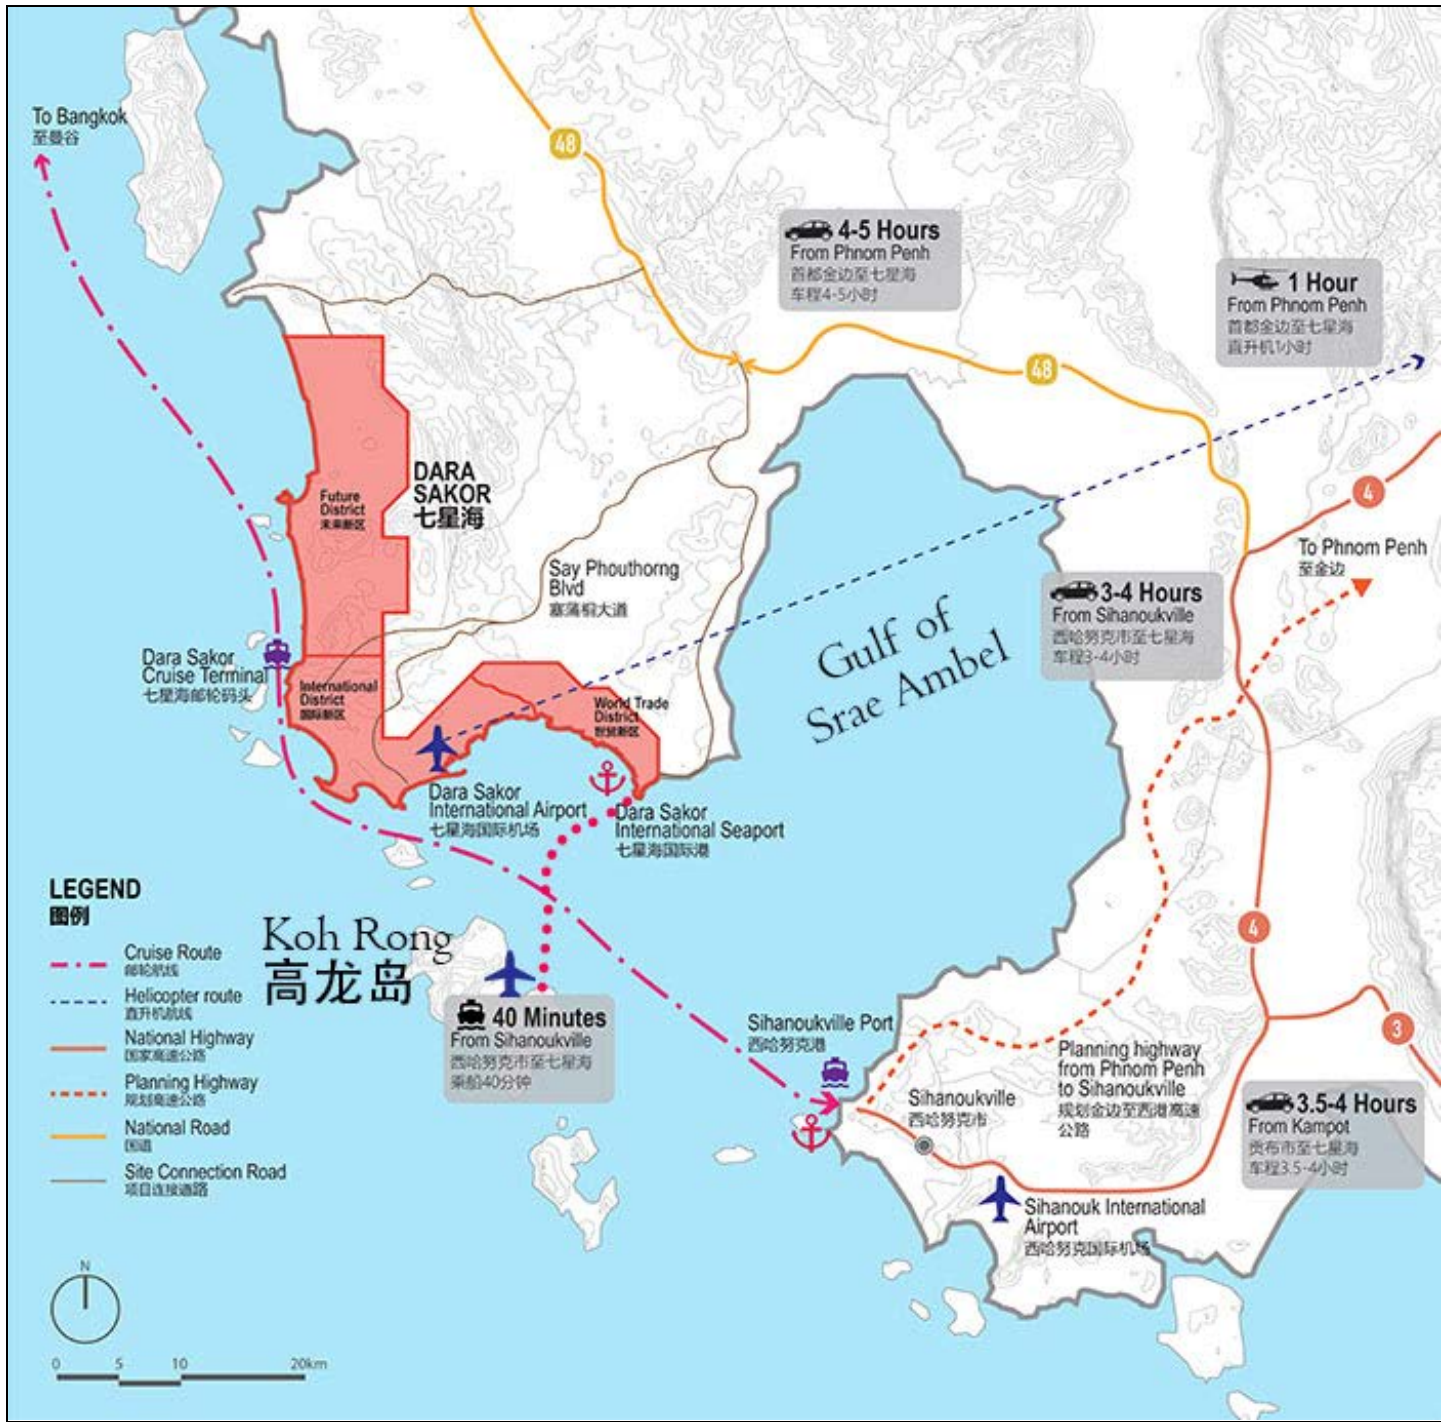 To Bangkok
至曼谷
48
4-5 Hours
From Phnom Penh
首都金边至七星海
车程4-5小时
1 Hour
From Phnom Penh
首都金边至七星海
直升机1小时
48
4
DARA
SAKOR
七星海
Future
District
未来新区
To Phnom Penh
至金边
Say Phouthorng
Blvd
塞蒲桐大道
3-4 Hours
From Sihanoukville
西哈努克市至七星海
车程3-4小时
Gulf of
Srae Ambel
Dara Sakor
Cruise Terminal
七星海邮轮码头
International
District
国际新区
World Trade
District
世贸新区
Dara Sakor
International Airport
七星海国际机场
Dara Sakor
International Seaport
七星海国际港
LEGEND
图例
Cruise Route
邮轮航线
Helicopter route
直升机航线
National Highway
国家高速公路
Planning Highway
规划高速公路
National Road
国道
Site Connection Road
项目连接道路
Koh Rong
高龙岛
4
40 Minutes
From Sihanoukville
西哈努克市至七星海
乘船40分钟
Sihanoukville Port
西哈努克港
3
Planning highway
from Phnom Penh
to Sihanoukville
规划金边至西港高速
公路
Sihanoukville
西哈努克市
3.5-4 Hours
From Kampot
贡布市至七星海
车程3.5-4小时
Sihanouk International
Airport
西哈努克国际机场
N
0 5 10 20km